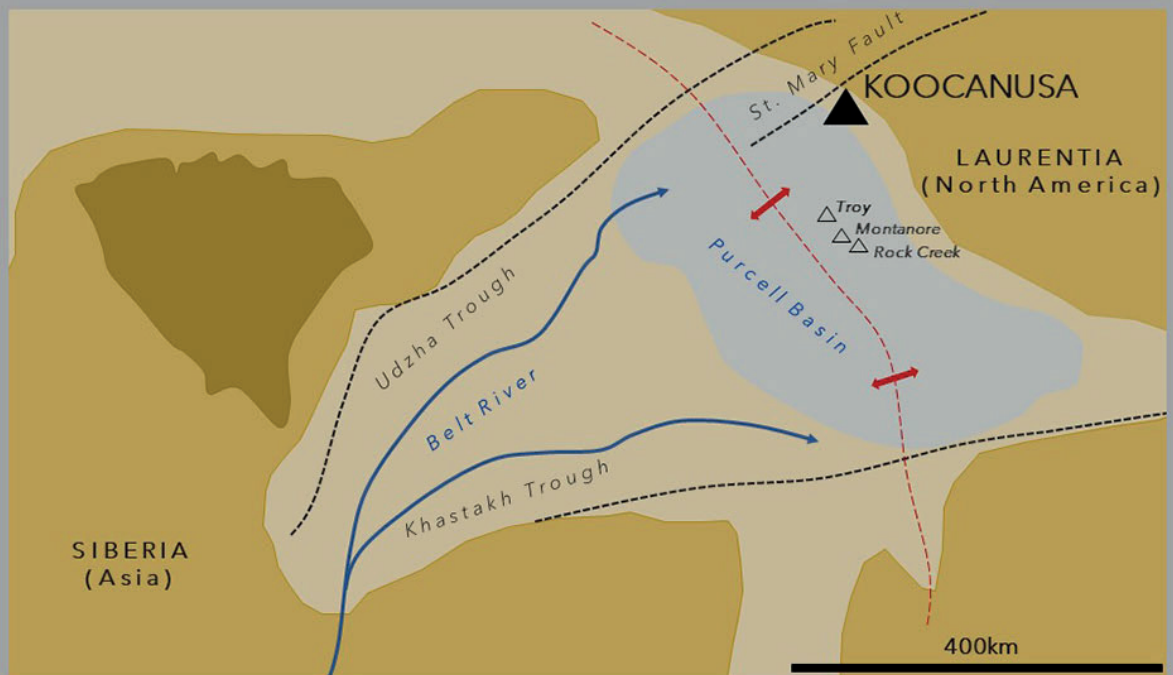 St. Mary Fault
KOOCANUSA
LAURENTIA
(North America)
Troy
Montanore
Rock Creek
Purcell Basin
Udzha Trough
Belt River
Khastakh Trough
SIBERIA
(Asia)
400km